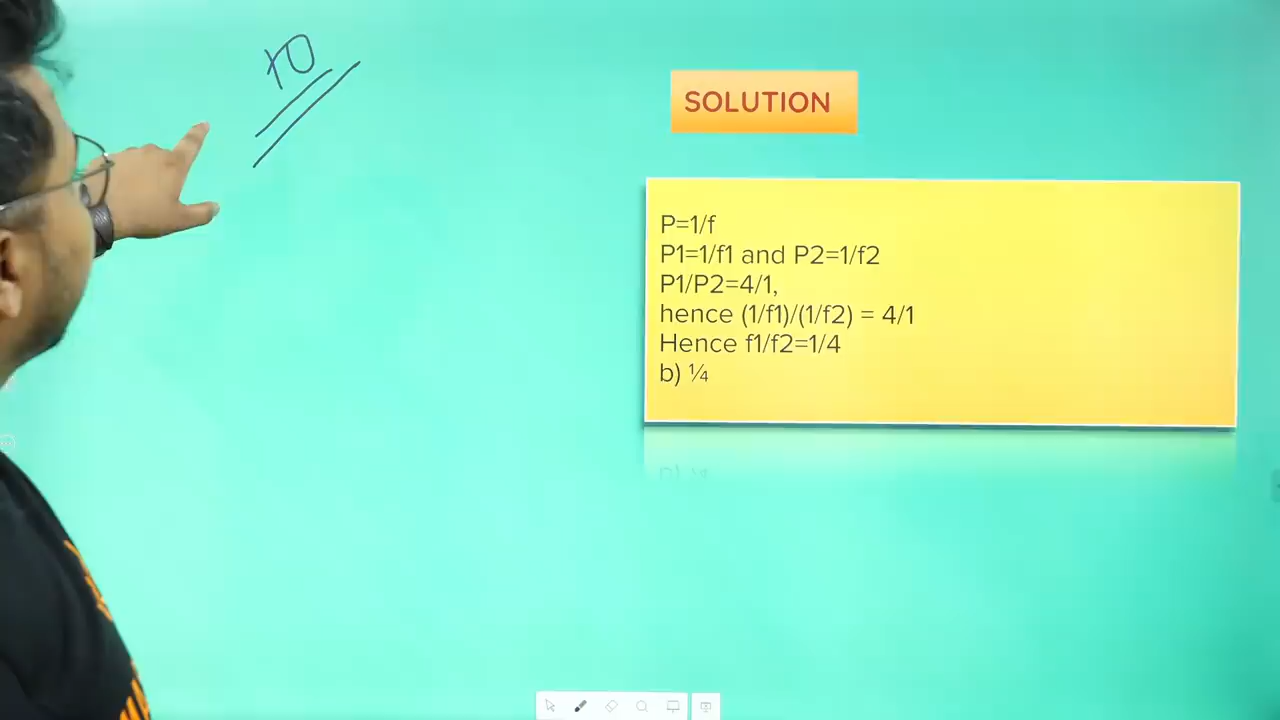 SOLUTION
P=1/f
P1=1/f1 and P2=1/f2
P1/P2=4/1,
hence (1/f1)/(1/f2) = 4/1
Hence f1/f2=1/4
b) ¼